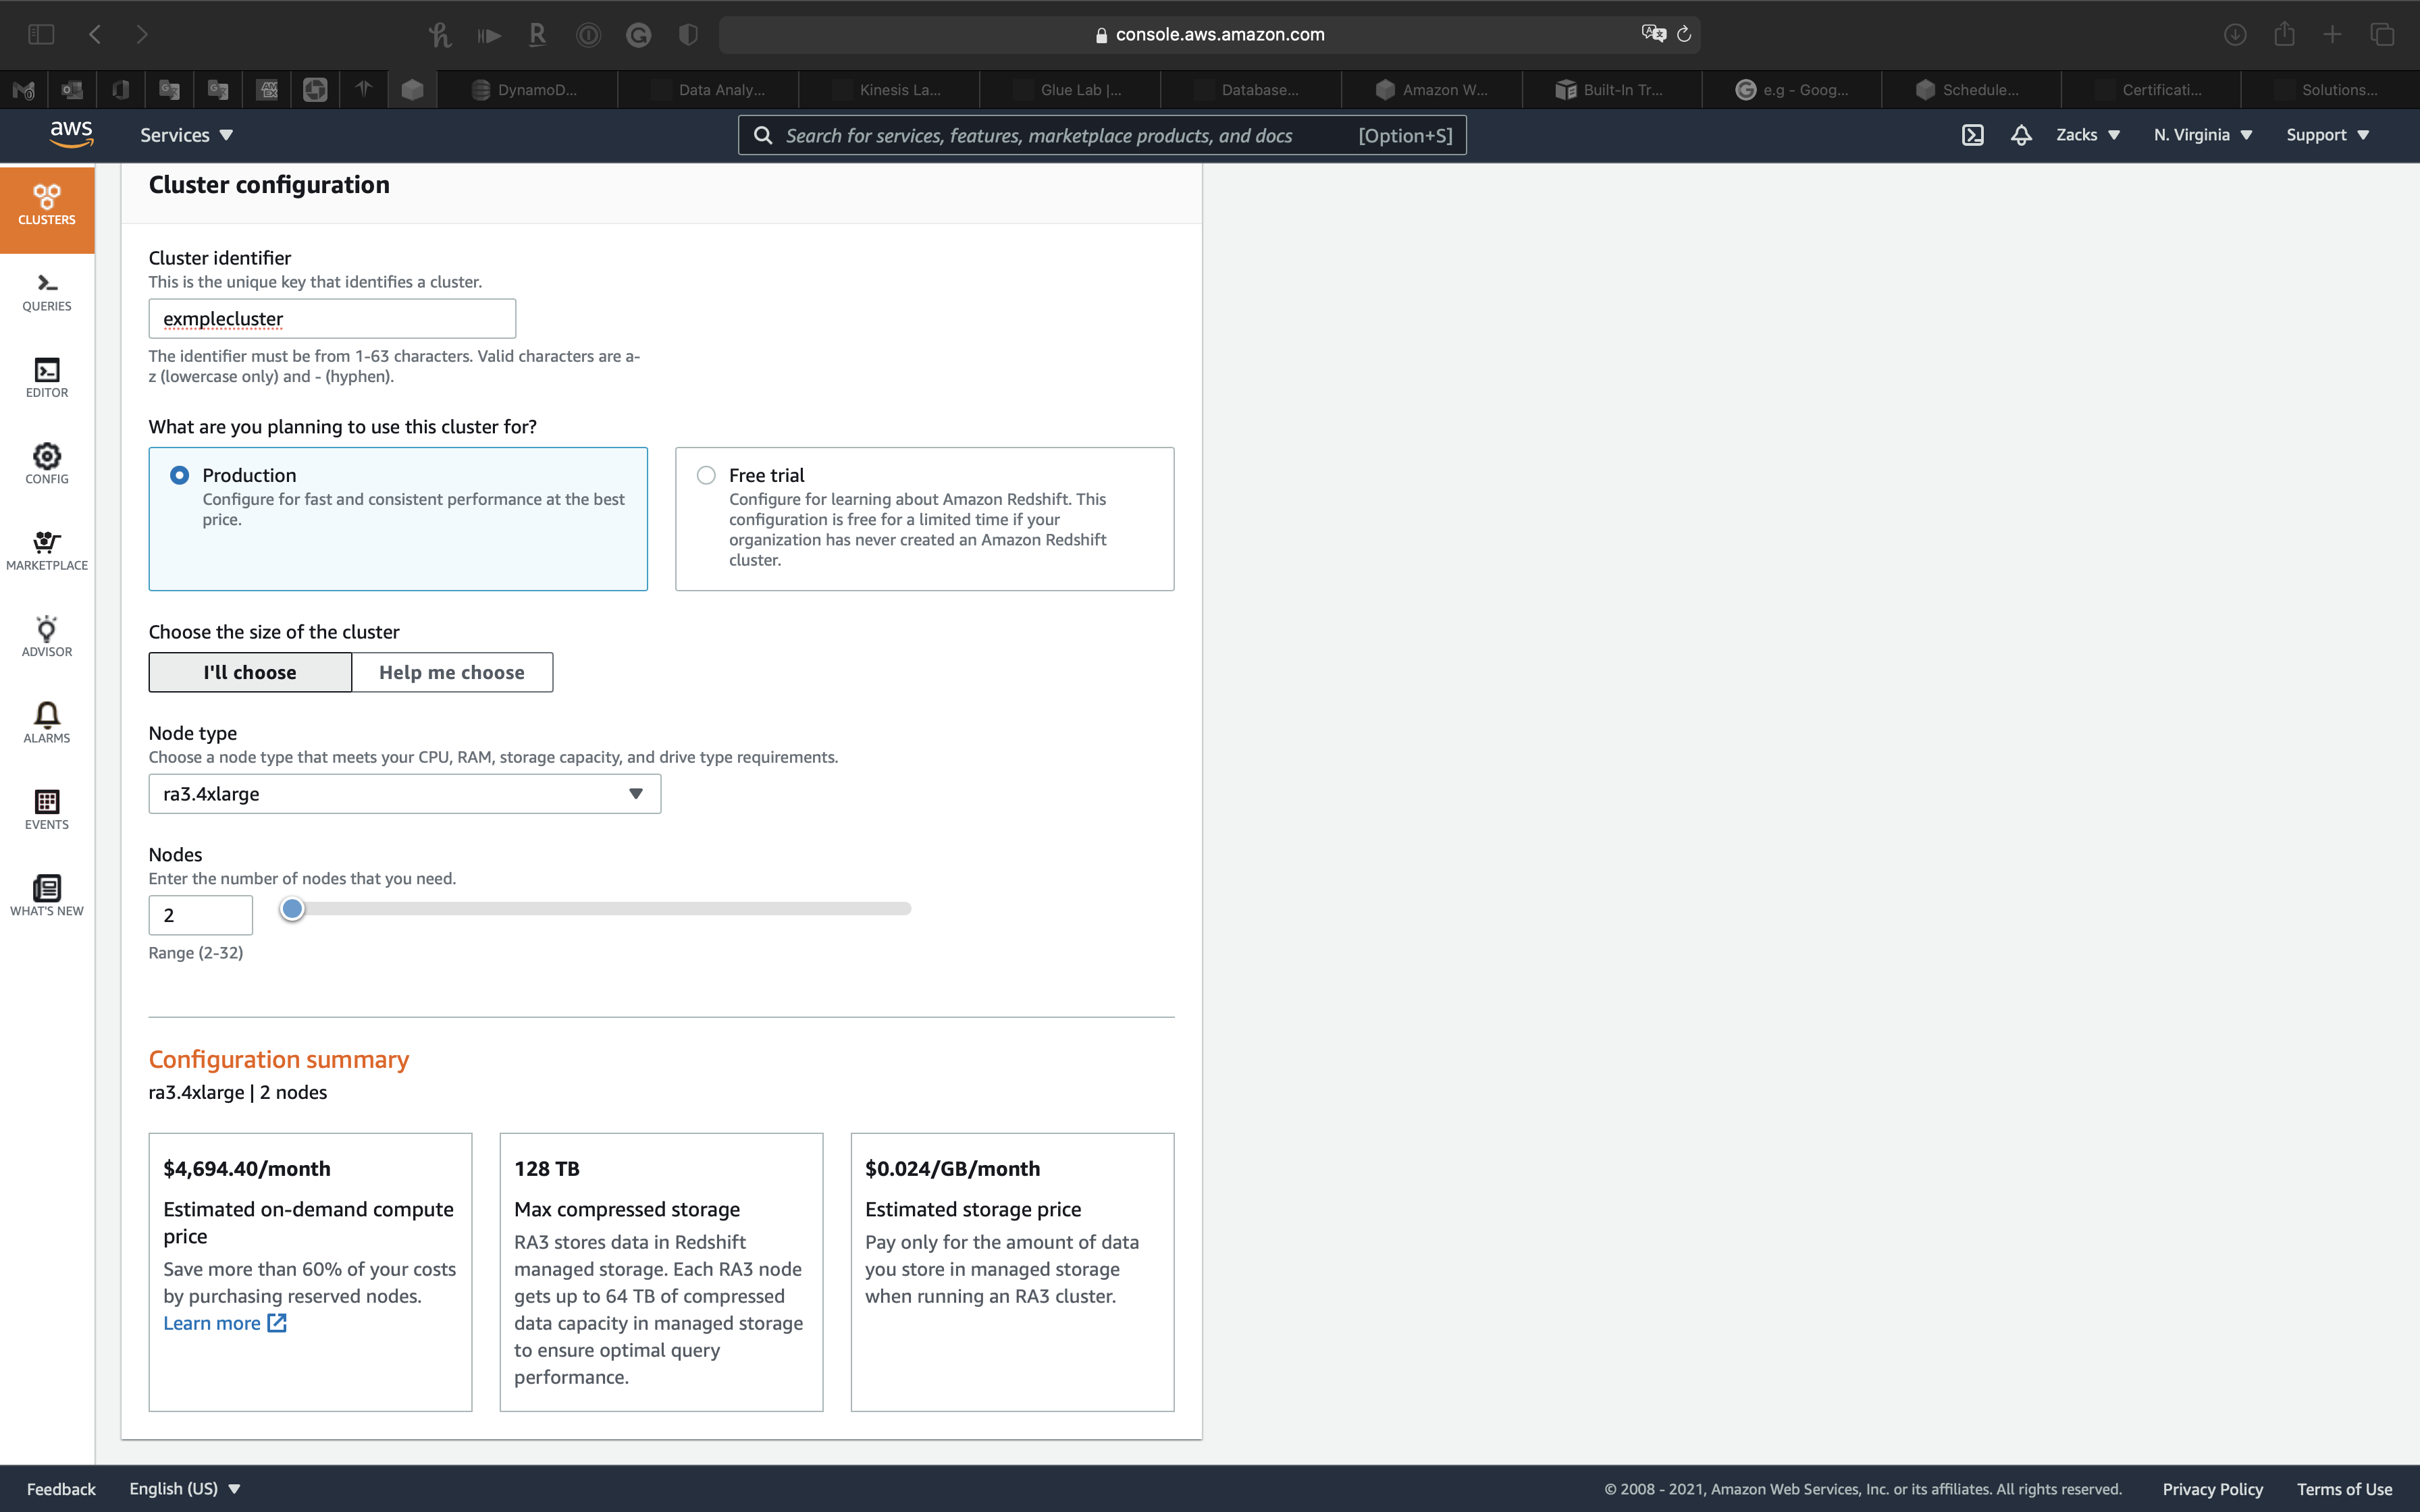 console.aws.amazon.com
DynamoD...
Data Analy...
Kinesis La...
Glue Lab |...
Database...
Amazon W...
Built-In Tr...
e.g - Goog...
Schedule...
Certificati...
Solutions...
aws
Services
Search for services, features, marketplace products, and docs
[Option+S]
Zacks
N. Virginia
Support
CLUSTERS
QUERIES
EDITOR
CONFIG
MARKETPLACE
ADVISOR
ALARMS
EVENTS
WHAT'S NEW
Cluster configuration
Cluster identifier
This is the unique key that identifies a cluster.
exmplecluster
The identifier must be from 1-63 characters. Valid characters are a-
z (lowercase only) and - (hyphen).
What are you planning to use this cluster for?
Production
Configure for fast and consistent performance at the best
price.
Free trial
Configure for learning about Amazon Redshift. This
configuration is free for a limited time if your
organization has never created an Amazon Redshift
cluster.
Choose the size of the cluster
I'll choose
Help me choose
Node type
Choose a node type that meets your CPU, RAM, storage capacity, and drive type requirements.
ra3.4xlarge
Nodes
Enter the number of nodes that you need.
2
Range (2-32)
Configuration summary
ra3.4xlarge | 2 nodes
$4,694.40/month
Estimated on-demand compute
price
Save more than 60% of your costs
by purchasing reserved nodes.
Learn more
128 TB
Max compressed storage
RA3 stores data in Redshift
managed storage. Each RA3 node
gets up to 64 TB of compressed
data capacity in managed storage
to ensure optimal query
performance.
$0.024/GB/month
Estimated storage price
Pay only for the amount of data
you store in managed storage
when running an RA3 cluster.
Feedback
English (US)
© 2008 - 2021, Amazon Web Services, Inc. or its affiliates. All rights reserved.
Privacy Policy
Terms of Use